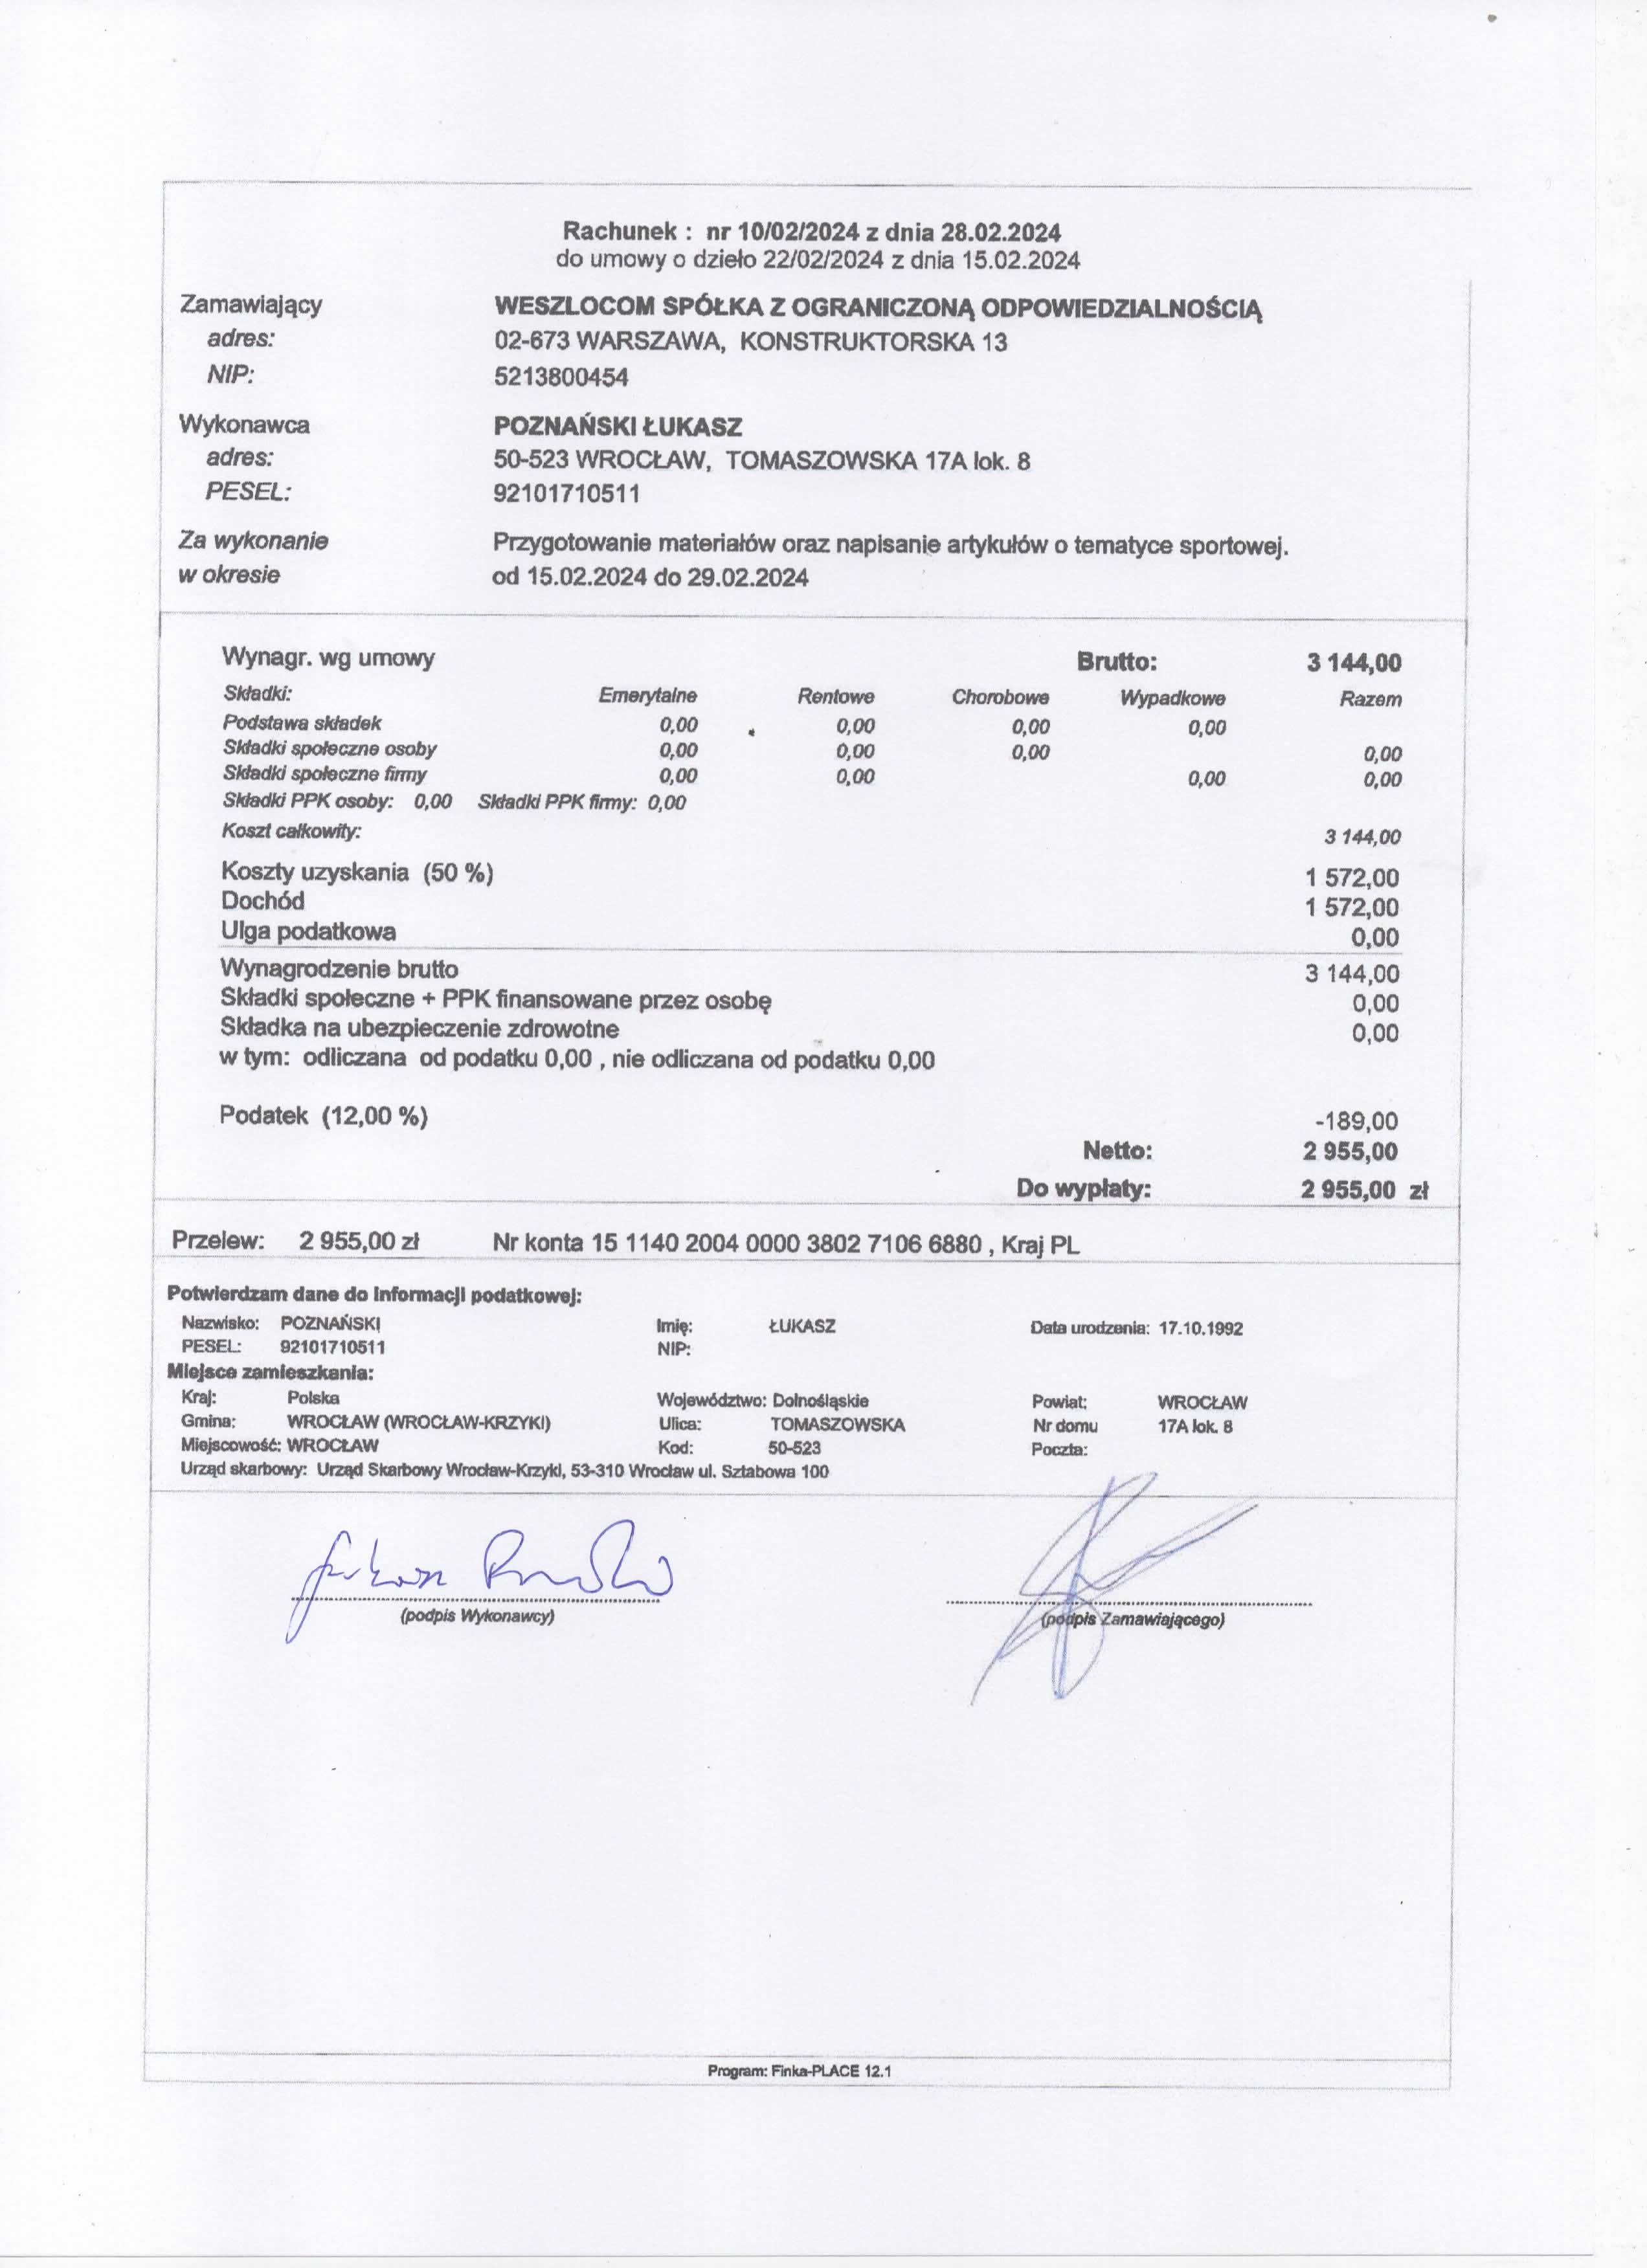 Rachunek : nr 10/02/2024 z dnia 28.02.2024
do umowy o dzieło 22/02/2024 z dnia 15.02.2024
Zamawiający WESZLOCOM SPÓŁKA Z OGRANICZONĄ ODPOWIEDZIALNOŚCIĄ
adres: 02-673 WARSZAWA, KONSTRUKTORSKA 13
NIP: 5213800454
Wykonawca POZNAŃSKI ŁUKASZ
adres: 50-523 WROCŁAW, TOMASZOWSKA 17A lok. 8
PESEL: 92101710511
Za wykonanie Przygotowanie materiałów oraz napisanie artykułów o tematyce sportowej.
w okresie od 15.02.2024 do 29.02.2024
Wynagr. wg umowy Brutto: 3 144,00
Składki: Emerytalne Rentowe Chorobowe Wypadkowe Razem
Podstawa składek 0,00 0,00 0,00 0,00
Składki społeczne osoby 0,00 0,00 0,00 0,00
Składki społeczne firmy 0,00 0,00 0,00 0,00
Składki PPK osoby: 0,00 Składki PPK firmy: 0,00
Koszt całkowity: 3 144,00
Koszty uzyskania (50 %) 1 572,00
Dochód 1 572,00
Ulga podatkowa 0,00
Wynagrodzenie brutto 3 144,00
Składki społeczne + PPK finansowane przez osobę 0,00
Składka na ubezpieczenie zdrowotne 0,00
w tym: odliczana od podatku 0,00 , nie odliczana od podatku 0,00
Podatek (12,00 %) -189,00
Netto: 2 955,00
Do wypłaty: 2 955,00 zł
Przelew: 2 955,00 zł Nr konta 15 1140 2004 0000 3802 7106 6880 , Kraj PL
Potwierdzam dane do informacji podatkowej:
Nazwisko: POZNAŃSKI Imię: ŁUKASZ Data urodzenia: 17.10.1992
PESEL: 92101710511 NIP:
Miejsce zamieszkania:
Kraj: Polska Województwo: Dolnośląskie Powiat: WROCŁAW
Gmina: WROCŁAW (WROCŁAW-KRZYKI) Ulica: TOMASZOWSKA Nr domu 17A lok. 8
Miejscowość: WROCŁAW Kod: 50-523 Poczta:
Urząd skarbowy: Urząd Skarbowy Wrocław-Krzyki, 53-310 Wrocław ul. Sztabowa 100
(podpis Wykonawcy) (podpis Zamawiającego)
Program: Finka-PLACE 12.1